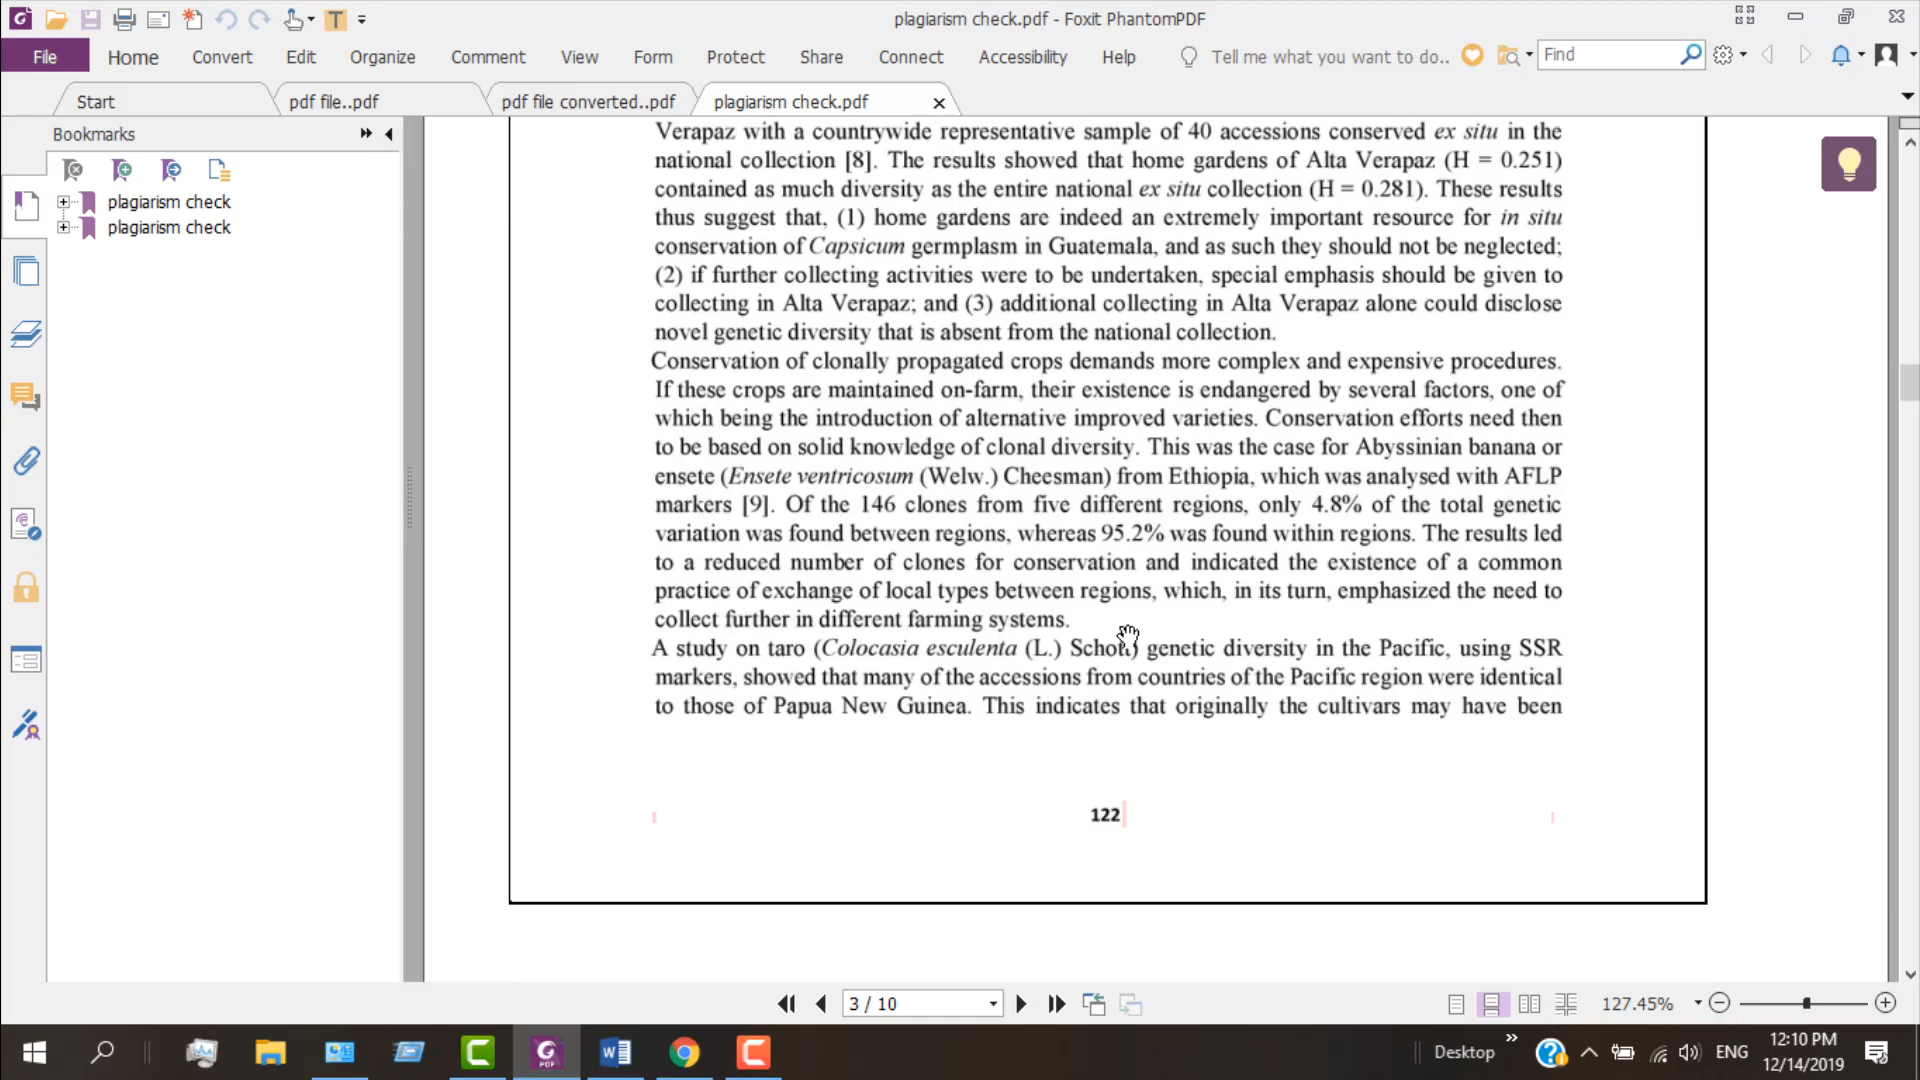 plagiarism check.pdf - Foxit PhantomPDF
File Home Convert Edit Organize Comment View Form Protect Share Connect Accessibility Help Tell me what you want to do.. Find
Start pdf file..pdf pdf file converted..pdf plagiarism check.pdf
Bookmarks
plagiarism check
plagiarism check
Verapaz with a countrywide representative sample of 40 accessions conserved ex situ in the
national collection [8]. The results showed that home gardens of Alta Verapaz (H = 0.251)
contained as much diversity as the entire national ex situ collection (H = 0.281). These results
thus suggest that, (1) home gardens are indeed an extremely important resource for in situ
conservation of Capsicum germplasm in Guatemala, and as such they should not be neglected;
(2) if further collecting activities were to be undertaken, special emphasis should be given to
collecting in Alta Verapaz; and (3) additional collecting in Alta Verapaz alone could disclose
novel genetic diversity that is absent from the national collection.
Conservation of clonally propagated crops demands more complex and expensive procedures.
If these crops are maintained on-farm, their existence is endangered by several factors, one of
which being the introduction of alternative improved varieties. Conservation efforts need then
to be based on solid knowledge of clonal diversity. This was the case for Abyssinian banana or
ensete (Ensete ventricosum (Welw.) Cheesman) from Ethiopia, which was analysed with AFLP
markers [9]. Of the 146 clones from five different regions, only 4.8% of the total genetic
variation was found between regions, whereas 95.2% was found within regions. The results led
to a reduced number of clones for conservation and indicated the existence of a common
practice of exchange of local types between regions, which, in its turn, emphasized the need to
collect further in different farming systems.
A study on taro (Colocasia esculenta (L.) Schott) genetic diversity in the Pacific, using SSR
markers, showed that many of the accessions from countries of the Pacific region were identical
to those of Papua New Guinea. This indicates that originally the cultivars may have been
122
3 / 10
127.45%
Desktop
ENG
12:10 PM
12/14/2019